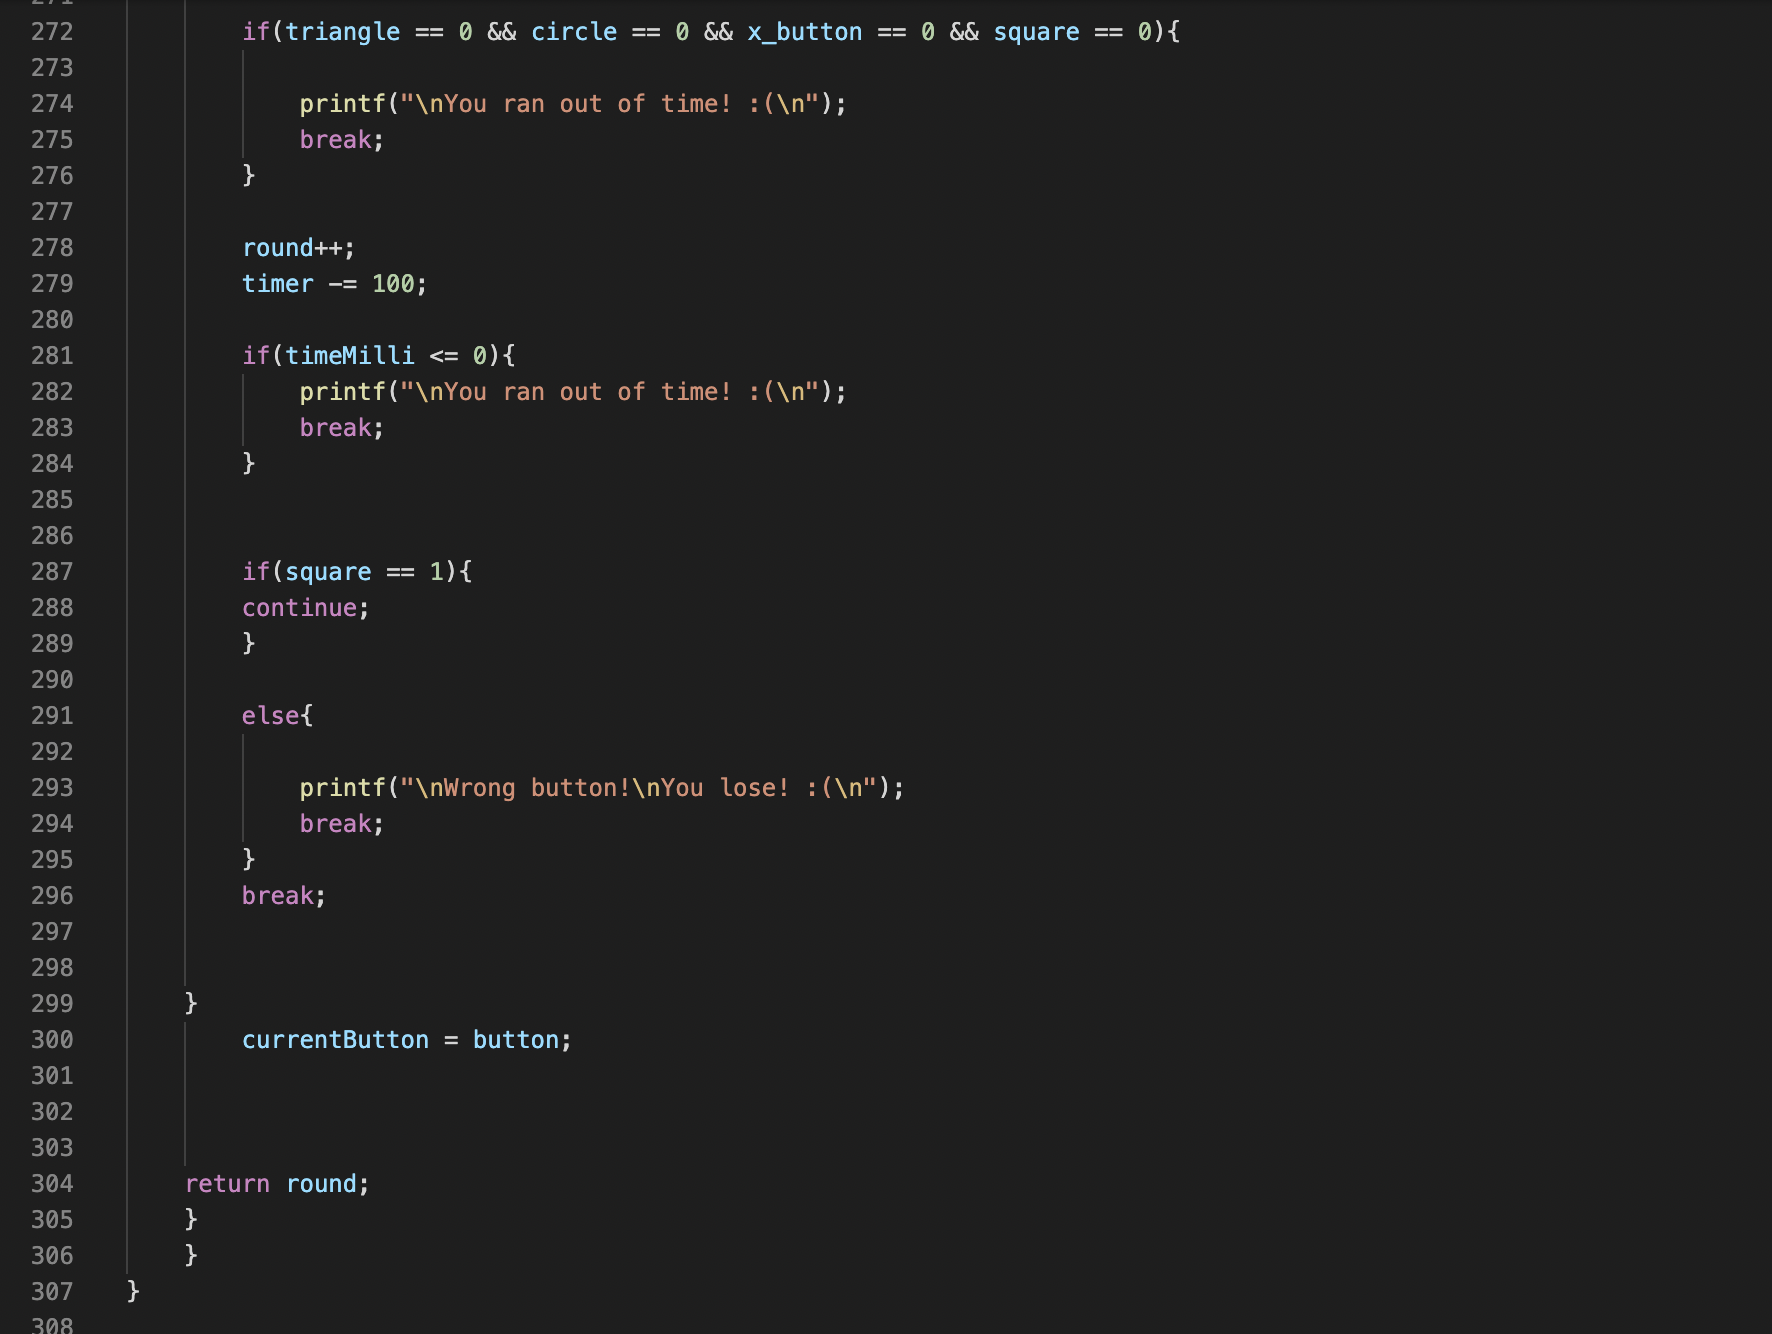 271
272 if(triangle == 0 && circle == 0 && x_button == 0 && square == 0){
273
274 printf("\nYou ran out of time! :(\n");
275 break;
276 }
277
278 round++;
279 timer -= 100;
280
281 if(timeMilli <= 0){
282 printf("\nYou ran out of time! :(\n");
283 break;
284 }
285
286
287 if(square == 1){
288 continue;
289 }
290
291 else{
292
293 printf("\nWrong button!\nYou lose! :(\n");
294 break;
295 }
296 break;
297
298
299 }
300 currentButton = button;
301
302
303
304 return round;
305 }
306 }
307 }
308